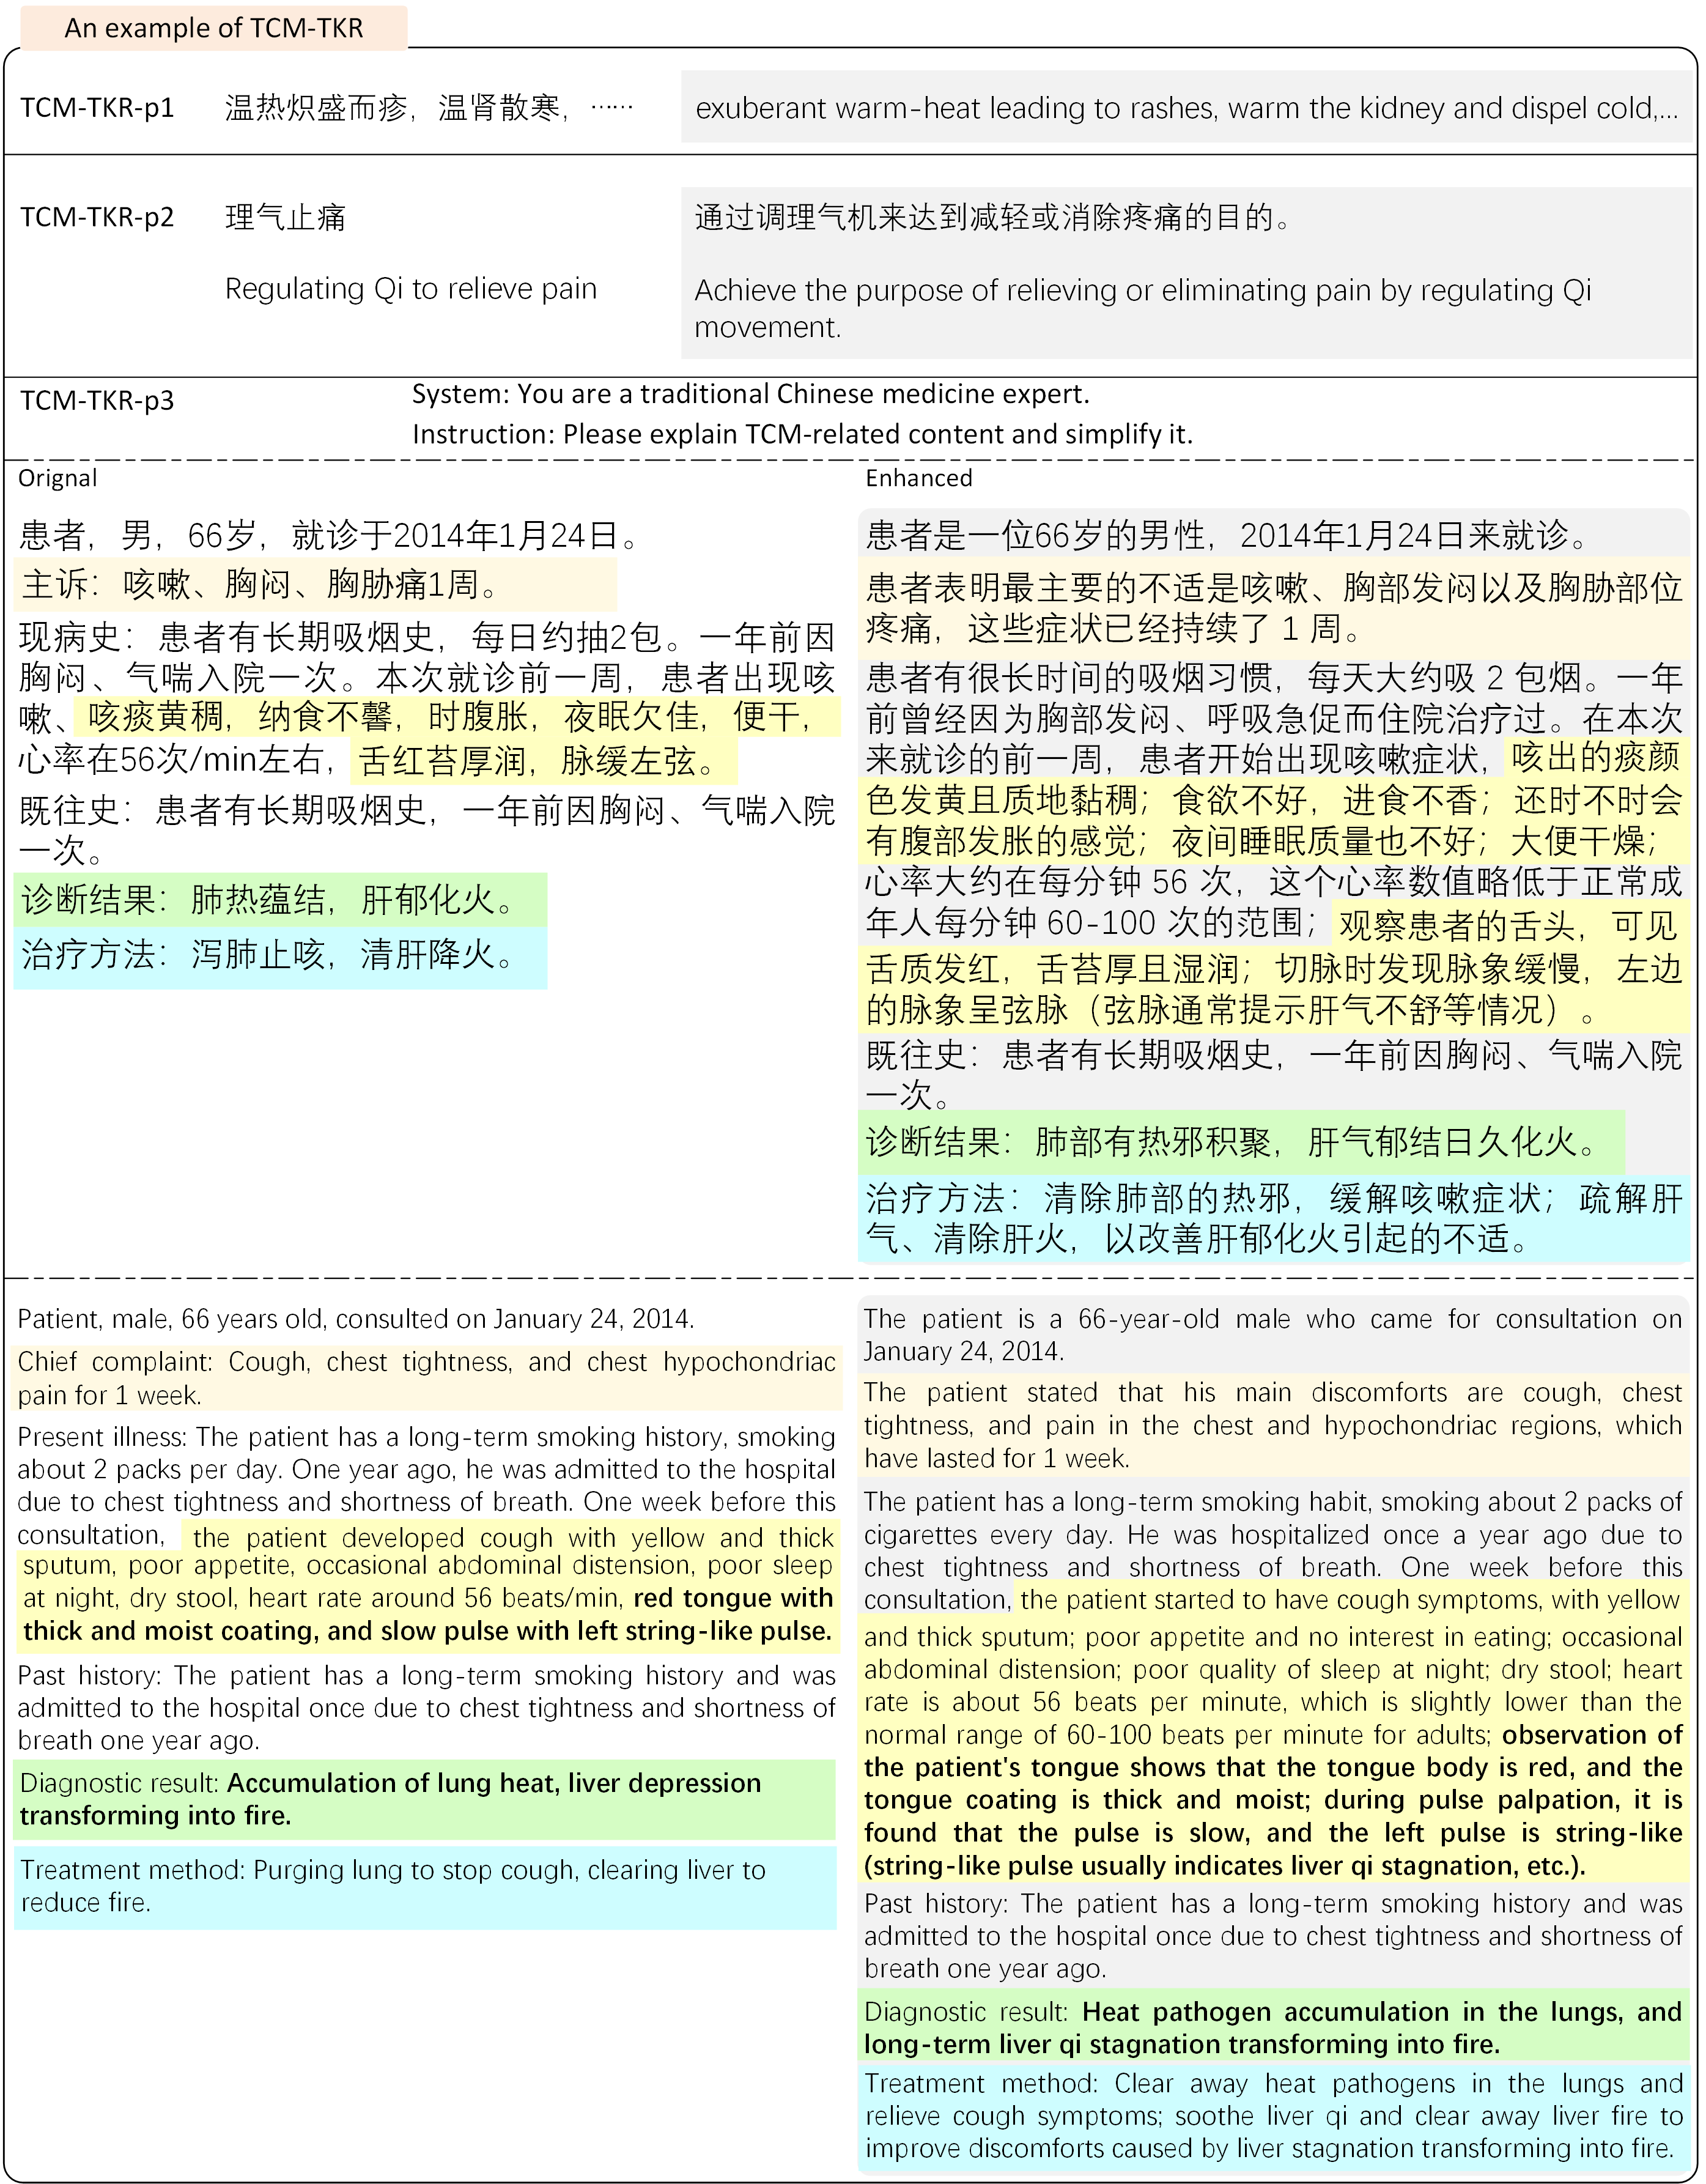 An example of TCM-TKR
TCM-TKR-p1
温热炽盛而疹，温肾散寒，……
exuberant warm-heat leading to rashes, warm the kidney and dispel cold,...
TCM-TKR-p2
理气止痛
通过调理气机来达到减轻或消除疼痛的目的。
Regulating Qi to relieve pain
Achieve the purpose of relieving or eliminating pain by regulating Qi
movement.
TCM-TKR-p3
System: You are a traditional Chinese medicine expert.
Instruction: Please explain TCM-related content and simplify it.
Orignal
患者，男，66岁，就诊于2014年1月24日。
主诉：咳嗽、胸闷、胸胁痛1周。
现病史：患者有长期吸烟史，每日约抽2包。一年前因
胸闷、气喘入院一次。本次就诊前一周，患者出现咳
嗽、咳痰黄稠，纳食不馨，时腹胀，夜眠欠佳，便干，
心率在56次/min左右，舌红苔厚润，脉缓左弦。
既往史：患者有长期吸烟史，一年前因胸闷、气喘入院
一次。
诊断结果：肺热蕴结，肝郁化火。
治疗方法：泻肺止咳，清肝降火。
Enhanced
患者是一位66岁的男性，2014年1月24日来就诊。
患者表明最主要的不适是咳嗽、胸部发闷以及胸胁部位
疼痛，这些症状已经持续了 1 周。
患者有很长时间的吸烟习惯，每天大约吸 2 包烟。一年
前曾经因为胸部发闷、呼吸急促而住院治疗过。在本次
来就诊的前一周，患者开始出现咳嗽症状，咳出的痰颜
色发黄且质地黏稠；食欲不好，进食不香；还时不时会
有腹部发胀的感觉；夜间睡眠质量也不好；大便干燥；
心率大约在每分钟 56 次，这个心率数值略低于正常成
年人每分钟 60-100 次的范围；观察患者的舌头，可见
舌质发红，舌苔厚且湿润；切脉时发现脉象缓慢，左边
的脉象呈弦脉（弦脉通常提示肝气不舒等情况）。
既往史：患者有长期吸烟史，一年前因胸闷、气喘入院
一次。
诊断结果：肺部有热邪积聚，肝气郁结日久化火。
治疗方法：清除肺部的热邪，缓解咳嗽症状；疏解肝
气、清除肝火，以改善肝郁化火引起的不适。
Patient, male, 66 years old, consulted on January 24, 2014.
Chief complaint: Cough, chest tightness, and chest hypochondriac
pain for 1 week.
Present illness: The patient has a long-term smoking history, smoking
about 2 packs per day. One year ago, he was admitted to the hospital
due to chest tightness and shortness of breath. One week before this
consultation, the patient developed cough with yellow and thick
sputum, poor appetite, occasional abdominal distension, poor sleep
at night, dry stool, heart rate around 56 beats/min, red tongue with
thick and moist coating, and slow pulse with left string-like pulse.
Past history: The patient has a long-term smoking history and was
admitted to the hospital once due to chest tightness and shortness of
breath one year ago.
Diagnostic result: Accumulation of lung heat, liver depression
transforming into fire.
Treatment method: Purging lung to stop cough, clearing liver to
reduce fire.
The patient is a 66-year-old male who came for consultation on
January 24, 2014.
The patient stated that his main discomforts are cough, chest
tightness, and pain in the chest and hypochondriac regions, which
have lasted for 1 week.
The patient has a long-term smoking habit, smoking about 2 packs of
cigarettes every day. He was hospitalized once a year ago due to
chest tightness and shortness of breath. One week before this
consultation, the patient started to have cough symptoms, with yellow
and thick sputum; poor appetite and no interest in eating; occasional
abdominal distension; poor quality of sleep at night; dry stool; heart
rate is about 56 beats per minute, which is slightly lower than the
normal range of 60-100 beats per minute for adults; observation of
the patient's tongue shows that the tongue body is red, and the
tongue coating is thick and moist; during pulse palpation, it is
found that the pulse is slow, and the left pulse is string-like
(string-like pulse usually indicates liver qi stagnation, etc.).
Past history: The patient has a long-term smoking history and was
admitted to the hospital once due to chest tightness and shortness of
breath one year ago.
Diagnostic result: Heat pathogen accumulation in the lungs, and
long-term liver qi stagnation transforming into fire.
Treatment method: Clear away heat pathogens in the lungs and
relieve cough symptoms; soothe liver qi and clear away liver fire to
improve discomforts caused by liver stagnation transforming into fire.